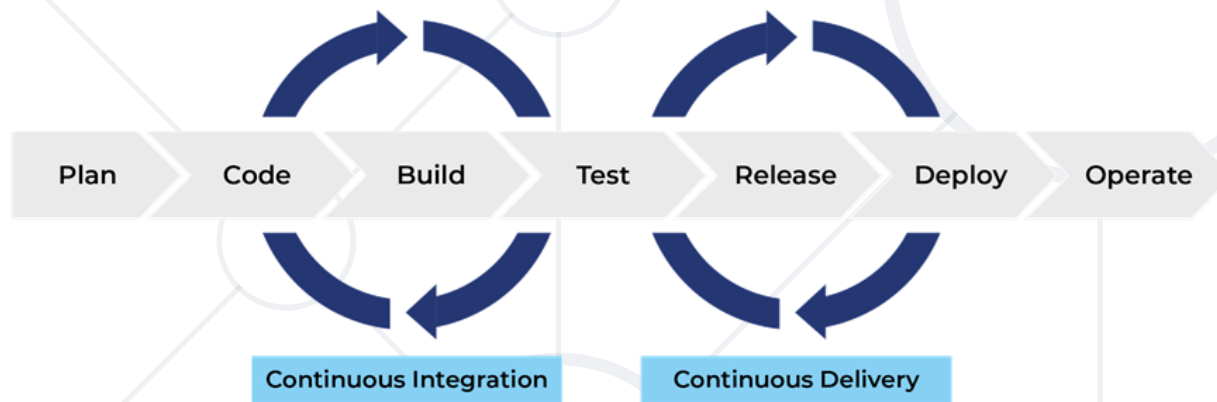 Plan Code Build Test Release Deploy Operate
Continuous Integration Continuous Delivery